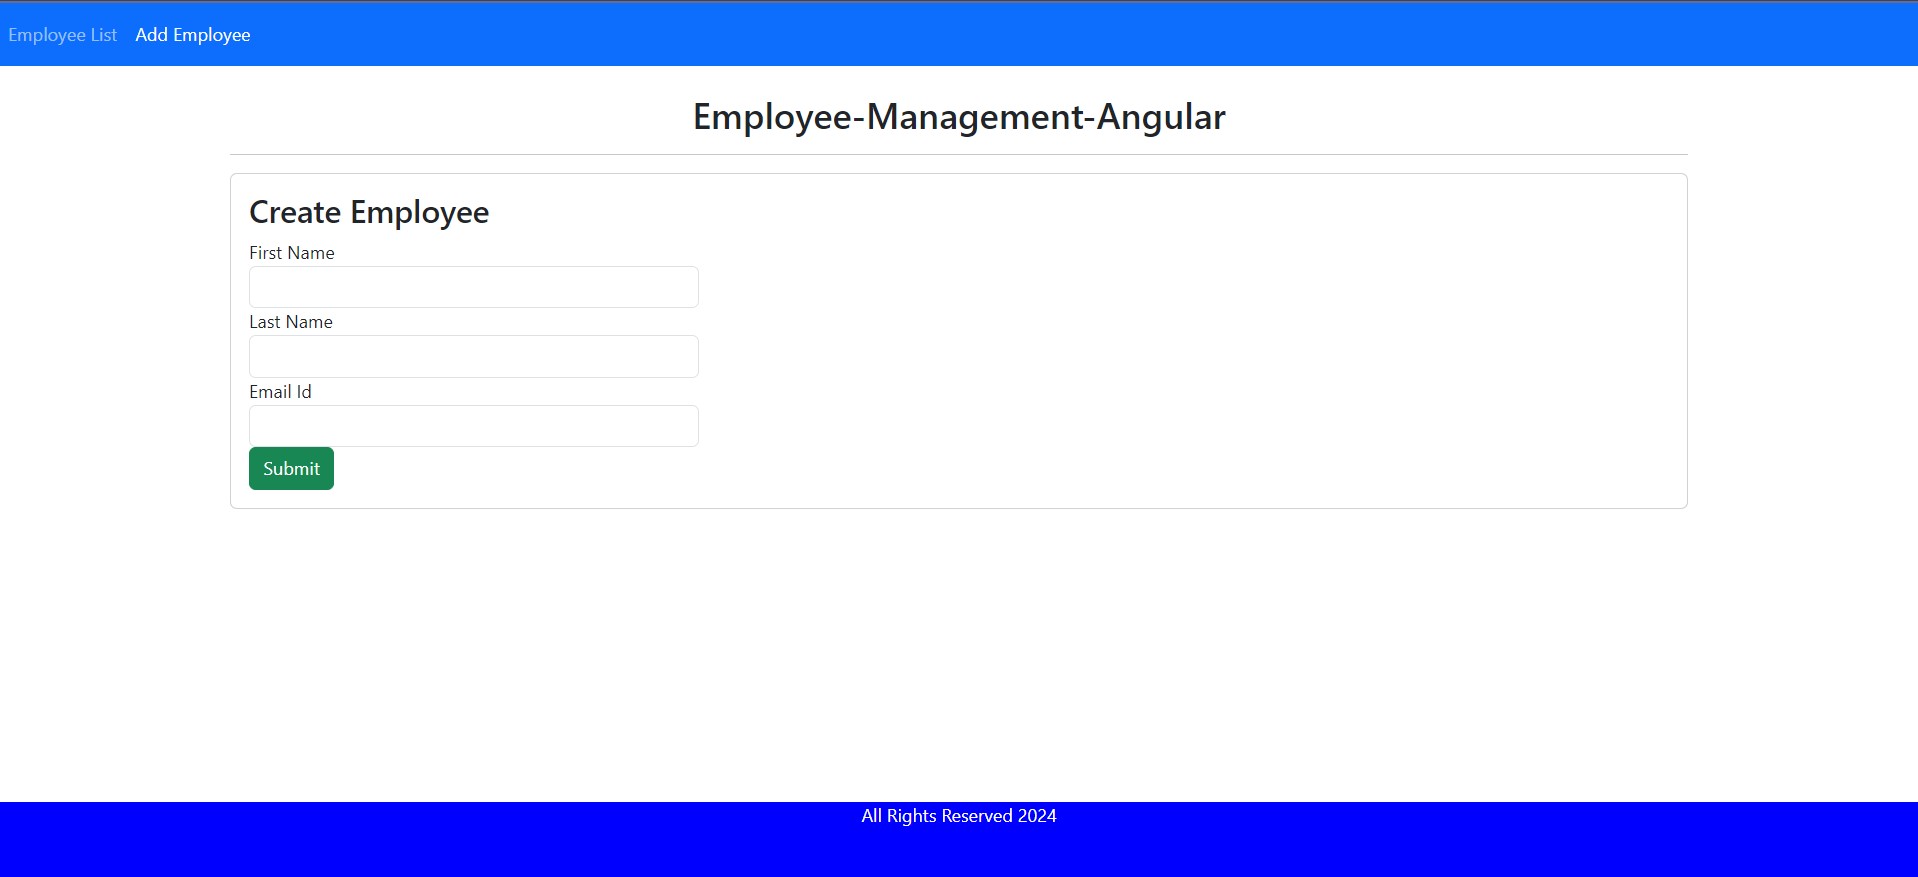 Employee List Add Employee
Employee-Management-Angular
Create Employee
First Name
Last Name
Email Id
Submit
All Rights Reserved 2024